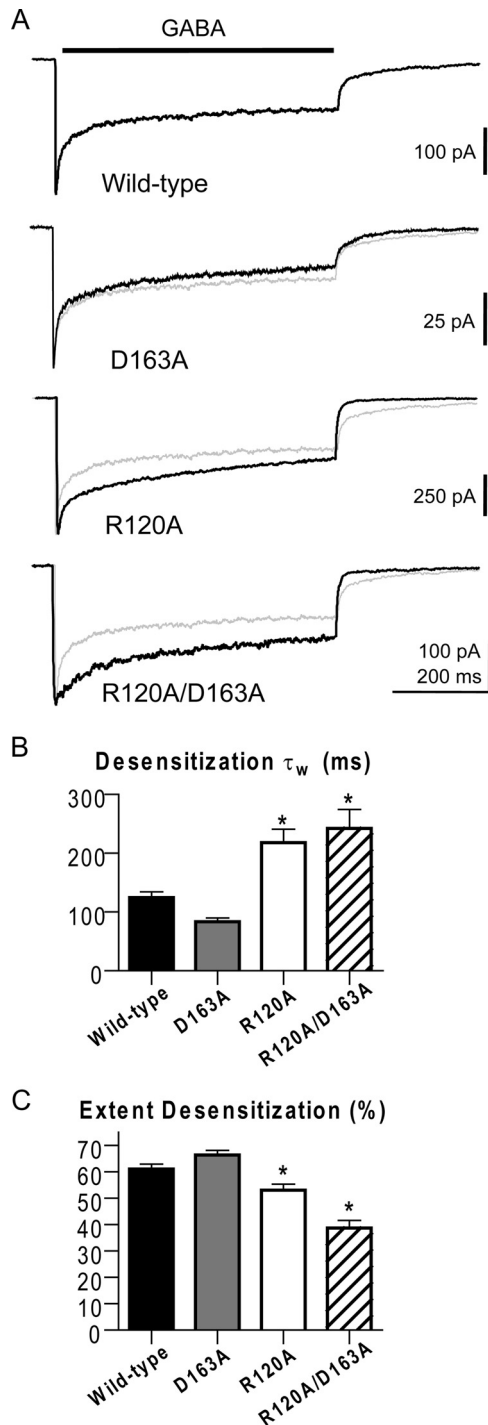 A
GABA
100 pA
Wild-type
25 pA
D163A
250 pA
R120A
100 pA
200 ms
R120A/D163A
B
Desensitization τw (ms)
300
200
100
0
*
*
Wild-type
D163A
R120A
R120A/D163A
C
Extent Desensitization (%)
70
60
50
40
30
20
10
0
*
*
Wild-type
D163A
R120A
R120A/D163A